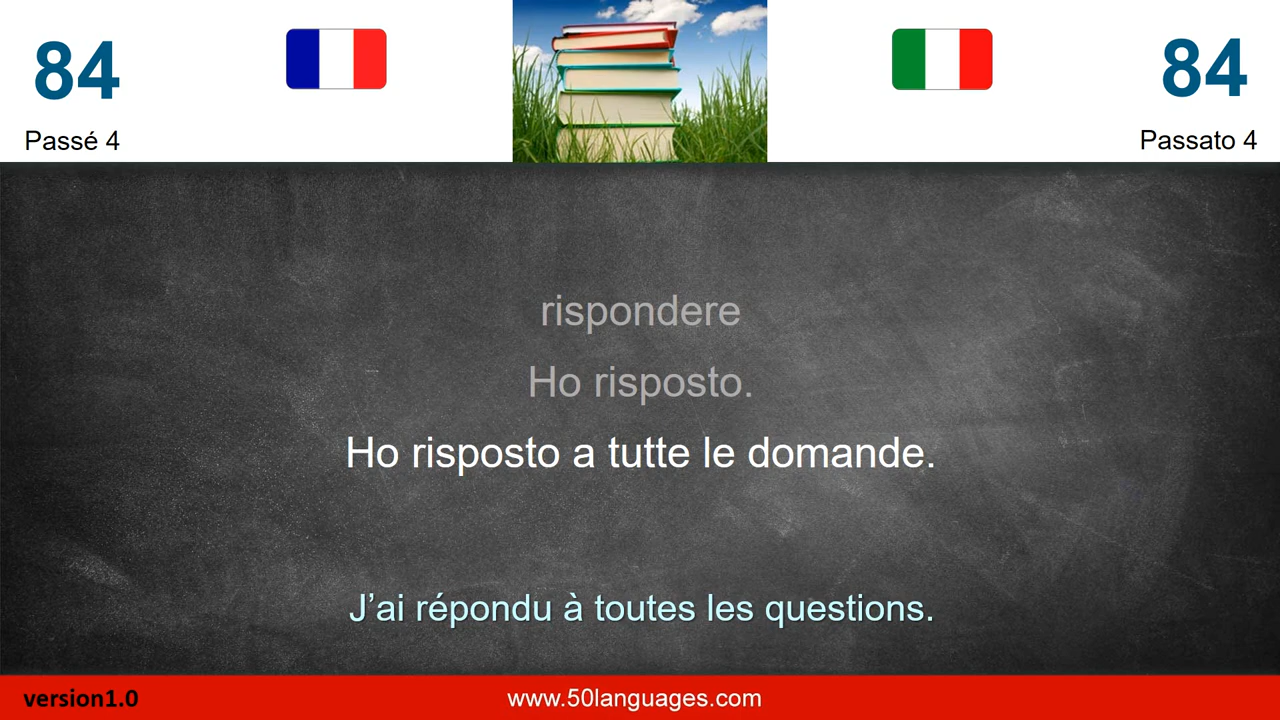 84
84
Passé 4
Passato 4
rispondere
Ho risposto.
Ho risposto a tutte le domande.
J’ai répondu à toutes les questions.
version1.0
www.50languages.com